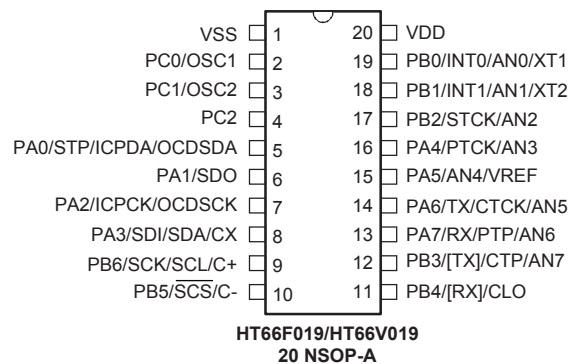 VSS 1 20 VDD
PC0/OSC1 2 19 PB0/INT0/AN0/XT1
PC1/OSC2 3 18 PB1/INT1/AN1/XT2
PC2 4 17 PB2/STCK/AN2
PA0/STP/ICPDA/OCDSDA 5 16 PA4/PTCK/AN3
PA1/SDO 6 15 PA5/AN4/VREF
PA2/ICPCK/OCDSCK 7 14 PA6/TX/CTCK/AN5
PA3/SDI/SDA/CX 8 13 PA7/RX/PTP/AN6
PB6/SCK/SCL/C+ 9 12 PB3/[TX]/CTP/AN7
PB5/S̅C̅S̅/C- 10 11 PB4/[RX]/CLO
HT66F019/HT66V019
20 NSOP-A